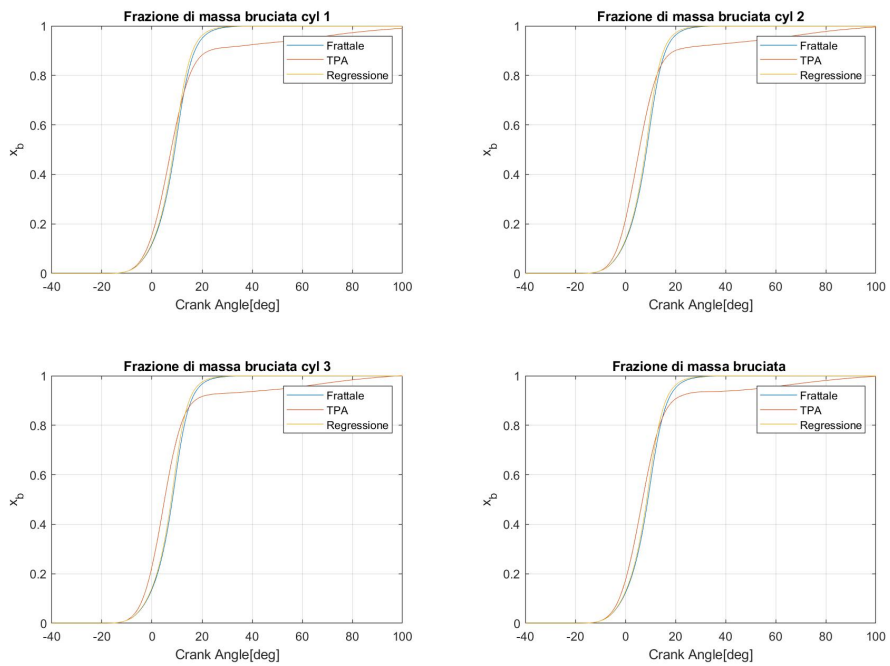 Frazione di massa bruciata cyl 1
1
0.8
0.6
0.4
0.2
0
x_b
Frattale
TPA
Regressione
-40 -20 0 20 40 60 80 100
Crank Angle[deg]
Frazione di massa bruciata cyl 2
1
0.8
0.6
0.4
0.2
0
x_b
Frattale
TPA
Regressione
-40 -20 0 20 40 60 80 100
Crank Angle[deg]
Frazione di massa bruciata cyl 3
1
0.8
0.6
0.4
0.2
0
x_b
Frattale
TPA
Regressione
-40 -20 0 20 40 60 80 100
Crank Angle[deg]
Frazione di massa bruciata
1
0.8
0.6
0.4
0.2
0
x_b
Frattale
TPA
Regressione
-40 -20 0 20 40 60 80 100
Crank Angle[deg]